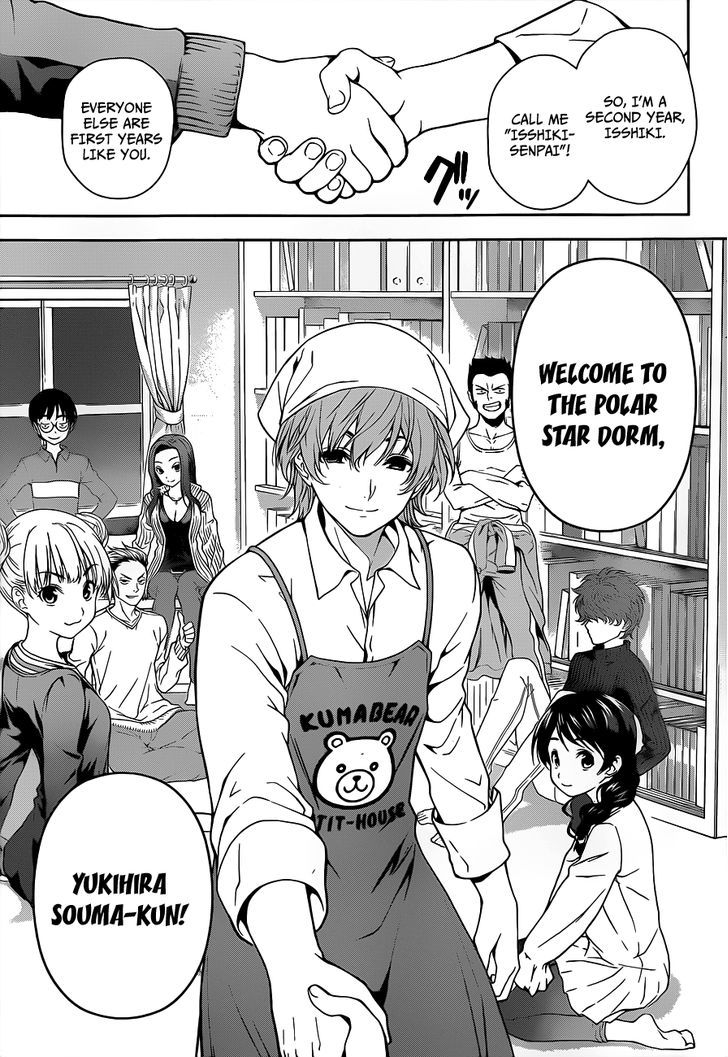 SO, I'M A
SECOND YEAR,
ISSHIKI.
CALL ME
"ISSHIKI-
SENPAI"!
EVERYONE
ELSE ARE
FIRST YEARS
LIKE YOU.
グッ
WELCOME TO
THE POLAR
STAR DORM,
KUMABEAR
TIT-HOUSE
YUKIHIRA
SOUMA-KUN!